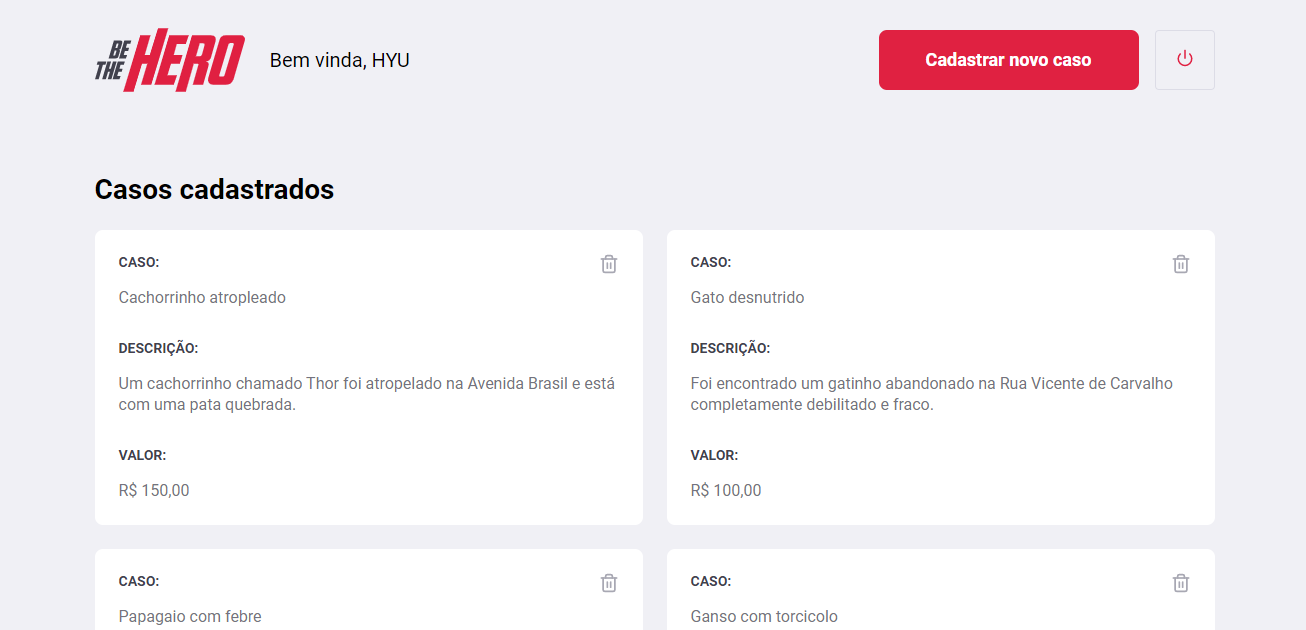 BE
THE HERO
Bem vinda, HYU
Cadastrar novo caso
Casos cadastrados
CASO:
Cachorrinho atropleado
DESCRIÇÃO:
Um cachorrinho chamado Thor foi atropelado na Avenida Brasil e está
com uma pata quebrada.
VALOR:
R$ 150,00
CASO:
Gato desnutrido
DESCRIÇÃO:
Foi encontrado um gatinho abandonado na Rua Vicente de Carvalho
completamente debilitado e fraco.
VALOR:
R$ 100,00
CASO:
Papagaio com febre
CASO:
Ganso com torcicolo